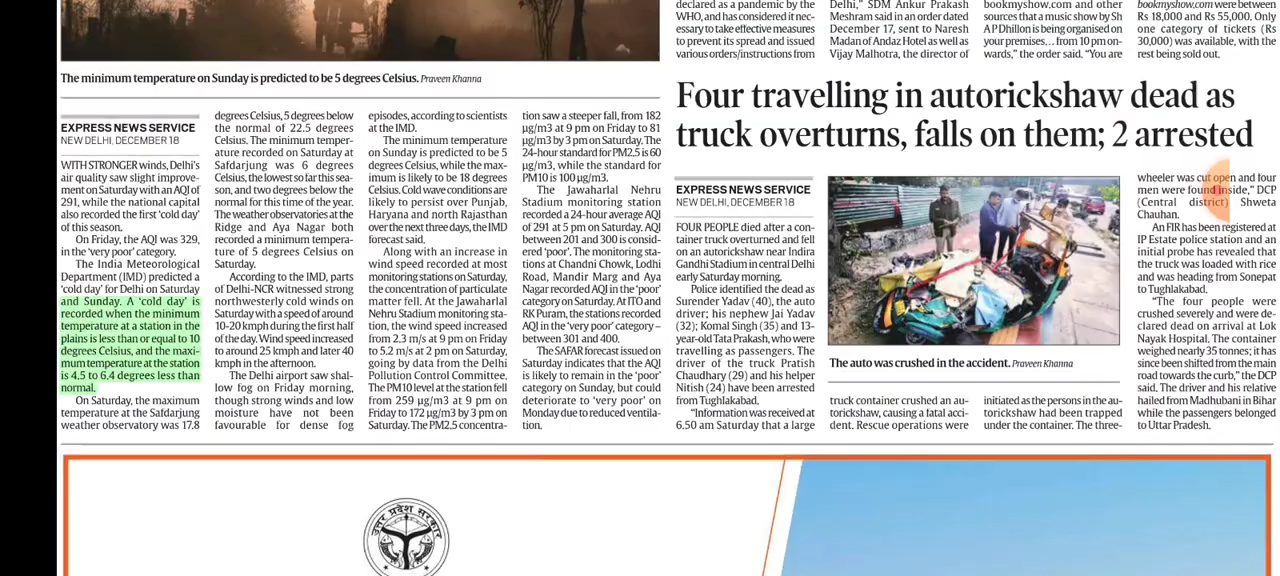 declared as a pandemic by the
WHO, and has considered it nec-
essary to take effective measures
to prevent its spread and issued
various orders/instructions from
Delhi," SDM Ankur Prakash
Meshram said in an order dated
December 17, sent to Naresh
Madan of Andaz Hotel as well as
Vijay Malhotra, the director of
bookmyshow.com and other
sources that a music show by Sh
A P Dhillon is being organised on
your premises,... from 10 pm on-
wards," the order said. "You are
bookmyshow.com were between
Rs 18,000 and Rs 55,000. Only
one category of tickets (Rs
30,000) was available, with the
rest being sold out.
The minimum temperature on Sunday is predicted to be 5 degrees Celsius. Praveen Khanna
EXPRESS NEWS SERVICE
NEW DELHI, DECEMBER 18
WITH STRONGER winds, Delhi's
air quality saw slight improve-
ment on Saturday with an AQI of
291, while the national capital
also recorded the first 'cold day'
of this season.
On Friday, the AQI was 329,
in the 'very poor' category.
The India Meteorological
Department (IMD) predicted a
'cold day' for Delhi on Saturday
and Sunday. A 'cold day' is
recorded when the minimum
temperature at a station in the
plains is less than or equal to 10
degrees Celsius, and the maxi-
mum temperature at the station
is 4.5 to 6.4 degrees less than
normal.
On Saturday, the maximum
temperature at the Safdarjung
weather observatory was 17.8
degrees Celsius, 5 degrees below
the normal of 22.5 degrees
Celsius. The minimum temper-
ature recorded on Saturday at
Safdarjung was 6 degrees
Celsius, the lowest so far this sea-
son, and two degrees below the
normal for this time of the year.
The weather observatories at the
Ridge and Aya Nagar both
recorded a minimum tempera-
ture of 5 degrees Celsius on
Saturday.
According to the IMD, parts
of Delhi-NCR witnessed strong
northwesterly cold winds on
Saturday with a speed of around
10-20 kmph during the first half
of the day. Wind speed increased
to around 25 kmph and later 40
kmph in the afternoon.
The Delhi airport saw shal-
low fog on Friday morning,
though strong winds and low
moisture have not been
favourable for dense fog
episodes, according to scientists
at the IMD.
The minimum temperature
on Sunday is predicted to be 5
degrees Celsius, while the max-
imum is likely to be 18 degrees
Celsius. Cold wave conditions are
likely to persist over Punjab,
Haryana and north Rajasthan
over the next three days, the IMD
forecast said.
Along with an increase in
wind speed recorded at most
monitoring stations on Saturday,
the concentration of particulate
matter fell. At the Jawaharlal
Nehru Stadium monitoring sta-
tion, the wind speed increased
from 2.3 m/s at 9 pm on Friday
to 5.2 m/s at 2 pm on Saturday,
going by data from the Delhi
Pollution Control Committee.
The PM10 level at the station fell
from 259 µg/m3 at 9 pm on
Friday to 172 µg/m3 by 3 pm on
Saturday. The PM2.5 concentra-
tion saw a steeper fall, from 182
µg/m3 at 9 pm on Friday to 81
µg/m3 by 3 pm on Saturday. The
24-hour standard for PM2.5 is 60
µg/m3, while the standard for
PM10 is 100 µg/m3.
The Jawaharlal Nehru
Stadium monitoring station
recorded a 24-hour average AQI
of 291 at 5 pm on Saturday. AQI
between 201 and 300 is consid-
ered 'poor'. The monitoring sta-
tions at Chandni Chowk, Lodhi
Road, Mandir Marg and Aya
Nagar recorded AQI in the 'poor'
category on Saturday. At ITO and
RK Puram, the stations recorded
AQI in the 'very poor' category –
between 301 and 400.
The SAFAR forecast issued on
Saturday indicates that the AQI
is likely to remain in the 'poor'
category on Sunday, but could
deteriorate to 'very poor' on
Monday due to reduced ventila-
tion.
Four travelling in autorickshaw dead as
truck overturns, falls on them; 2 arrested
EXPRESS NEWS SERVICE
NEW DELHI, DECEMBER 18
FOUR PEOPLE died after a con-
tainer truck overturned and fell
on an autorickshaw near Indira
Gandhi Stadium in central Delhi
early Saturday morning.
Police identified the dead as
Surender Yadav (40), the auto
driver; his nephew Jai Yadav
(32); Komal Singh (35) and 13-
year-old Tata Prakash, who were
travelling as passengers. The
driver of the truck Pratish
Chaudhary (29) and his helper
Nitish (24) have been arrested
from Tughlakabad.
"Information was received at
6.50 am Saturday that a large
The auto was crushed in the accident. Praveen Khanna
truck container crushed an au-
torickshaw, causing a fatal acci-
dent. Rescue operations were
initiated as the persons in the au-
torickshaw had been trapped
under the container. The three-
wheeler was cut open and four
men were found inside," DCP
(Central district) Shweta
Chauhan.
An FIR has been registered at
IP Estate police station and an
initial probe has revealed that
the truck was loaded with rice
and was heading from Sonepat
to Tughlakabad.
"The four people were
crushed severely and were de-
clared dead on arrival at Lok
Nayak Hospital. The container
weighed nearly 35 tonnes; it has
since been shifted from the main
road towards the curb," the DCP
said. The driver and his relative
hailed from Madhubani in Bihar
while the passengers belonged
to Uttar Pradesh.
उत्तर प्रदेश सरकार